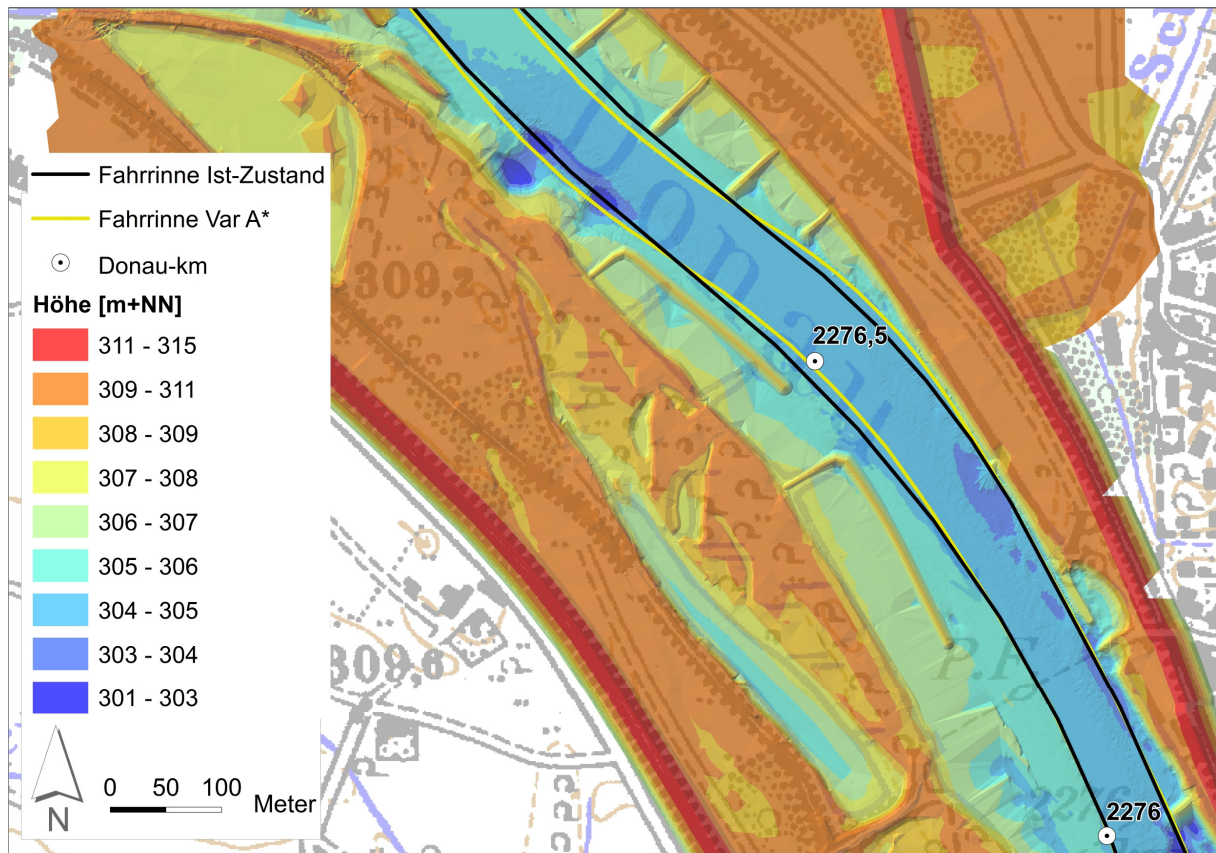 Fahrrinne Ist-Zustand
Fahrrinne Var A*
Donau-km
Höhe [m+NN]
311 - 315
309 - 311
308 - 309
307 - 308
306 - 307
305 - 306
304 - 305
303 - 304
301 - 303
N
0 50 100 Meter
Donau
309,2
2276,5
309,6
P.F.
2276
2276